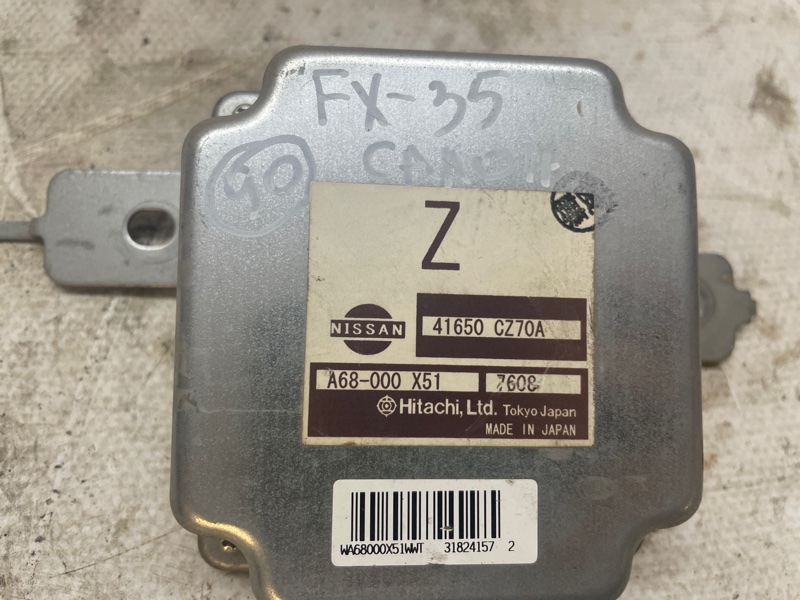 FX-35
40
Z
NISSAN
41650 CZ70A
A68-000 X51 7608
Hitachi, Ltd. Tokyo Japan
MADE IN JAPAN
WA68000X51WWT 31824157 2